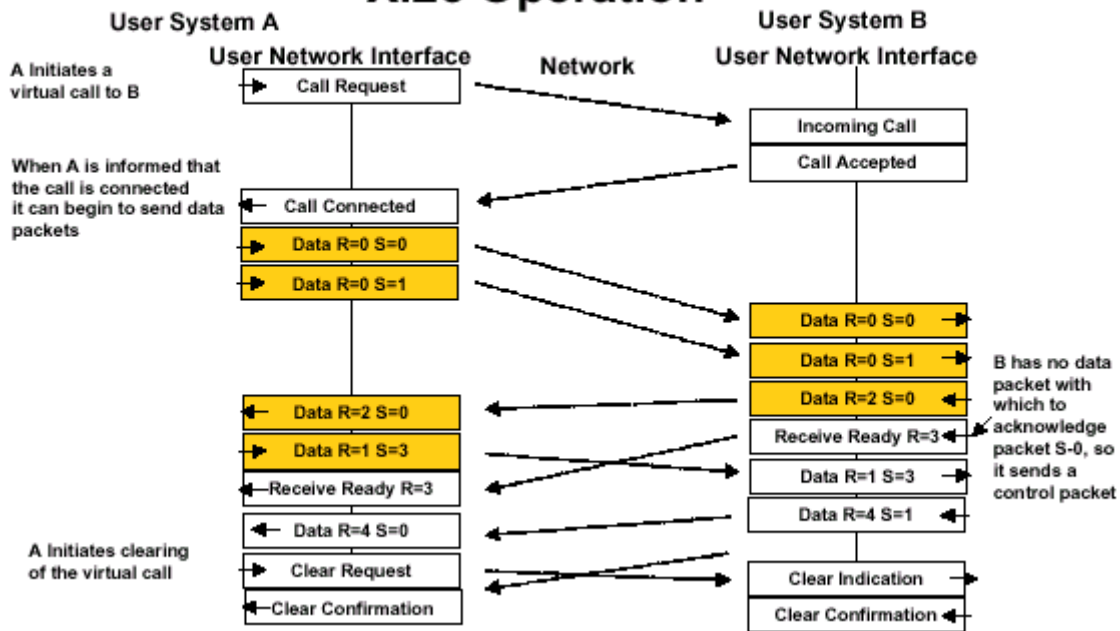 User System A
User System B
User Network Interface
Network
User Network Interface
A Initiates a
virtual call to B
Call Request
Incoming Call
Call Accepted
When A is informed that
the call is connected
it can begin to send data
packets
Call Connected
Data R=0 S=0
Data R=0 S=1
Data R=0 S=0
Data R=0 S=1
Data R=2 S=0
Receive Ready R=3
Data R=1 S=3
Data R=4 S=1
B has no data
packet with
which to
acknowledge
packet S-0, so
it sends a
control packet
Data R=2 S=0
Data R=1 S=3
Receive Ready R=3
Data R=4 S=0
A Initiates clearing
of the virtual call
Clear Request
Clear Confirmation
Clear Indication
Clear Confirmation